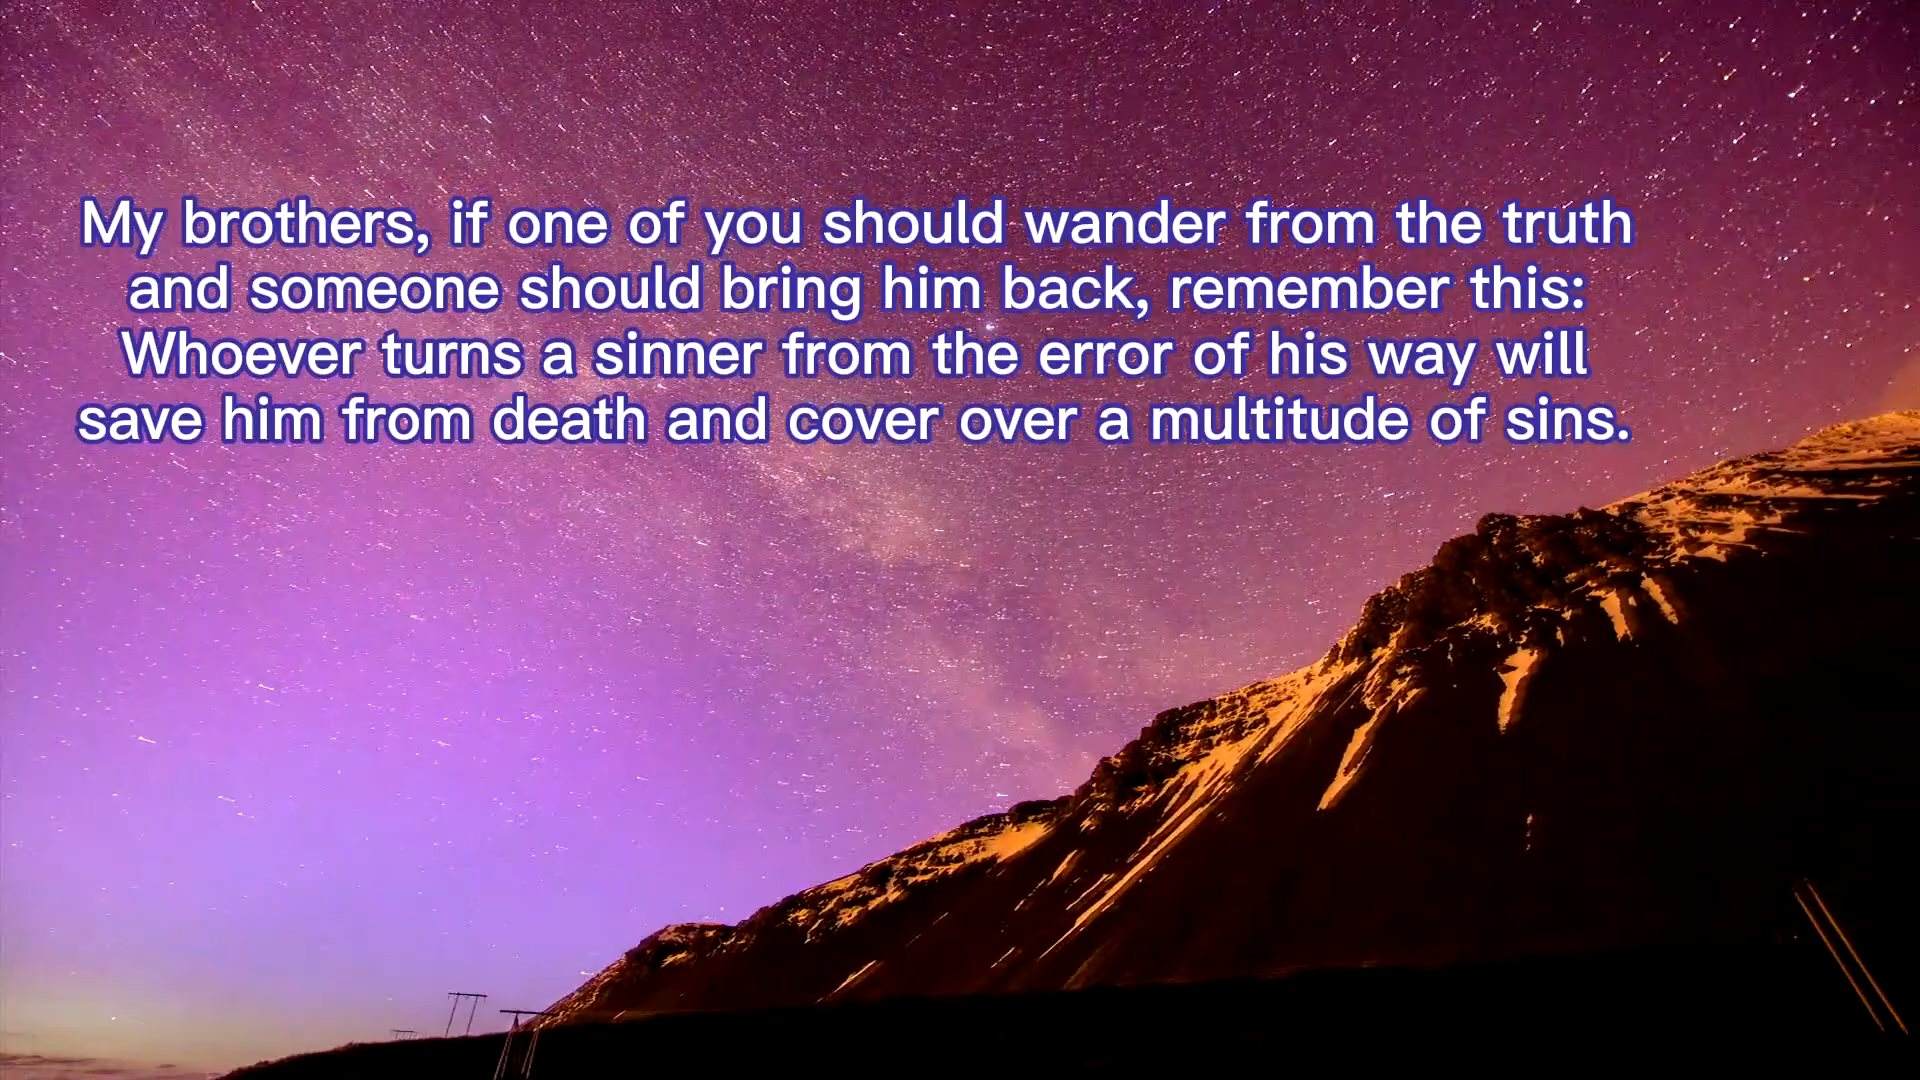 My brothers, if one of you should wander from the truth
and someone should bring him back, remember this:
Whoever turns a sinner from the error of his way will
save him from death and cover over a multitude of sins.